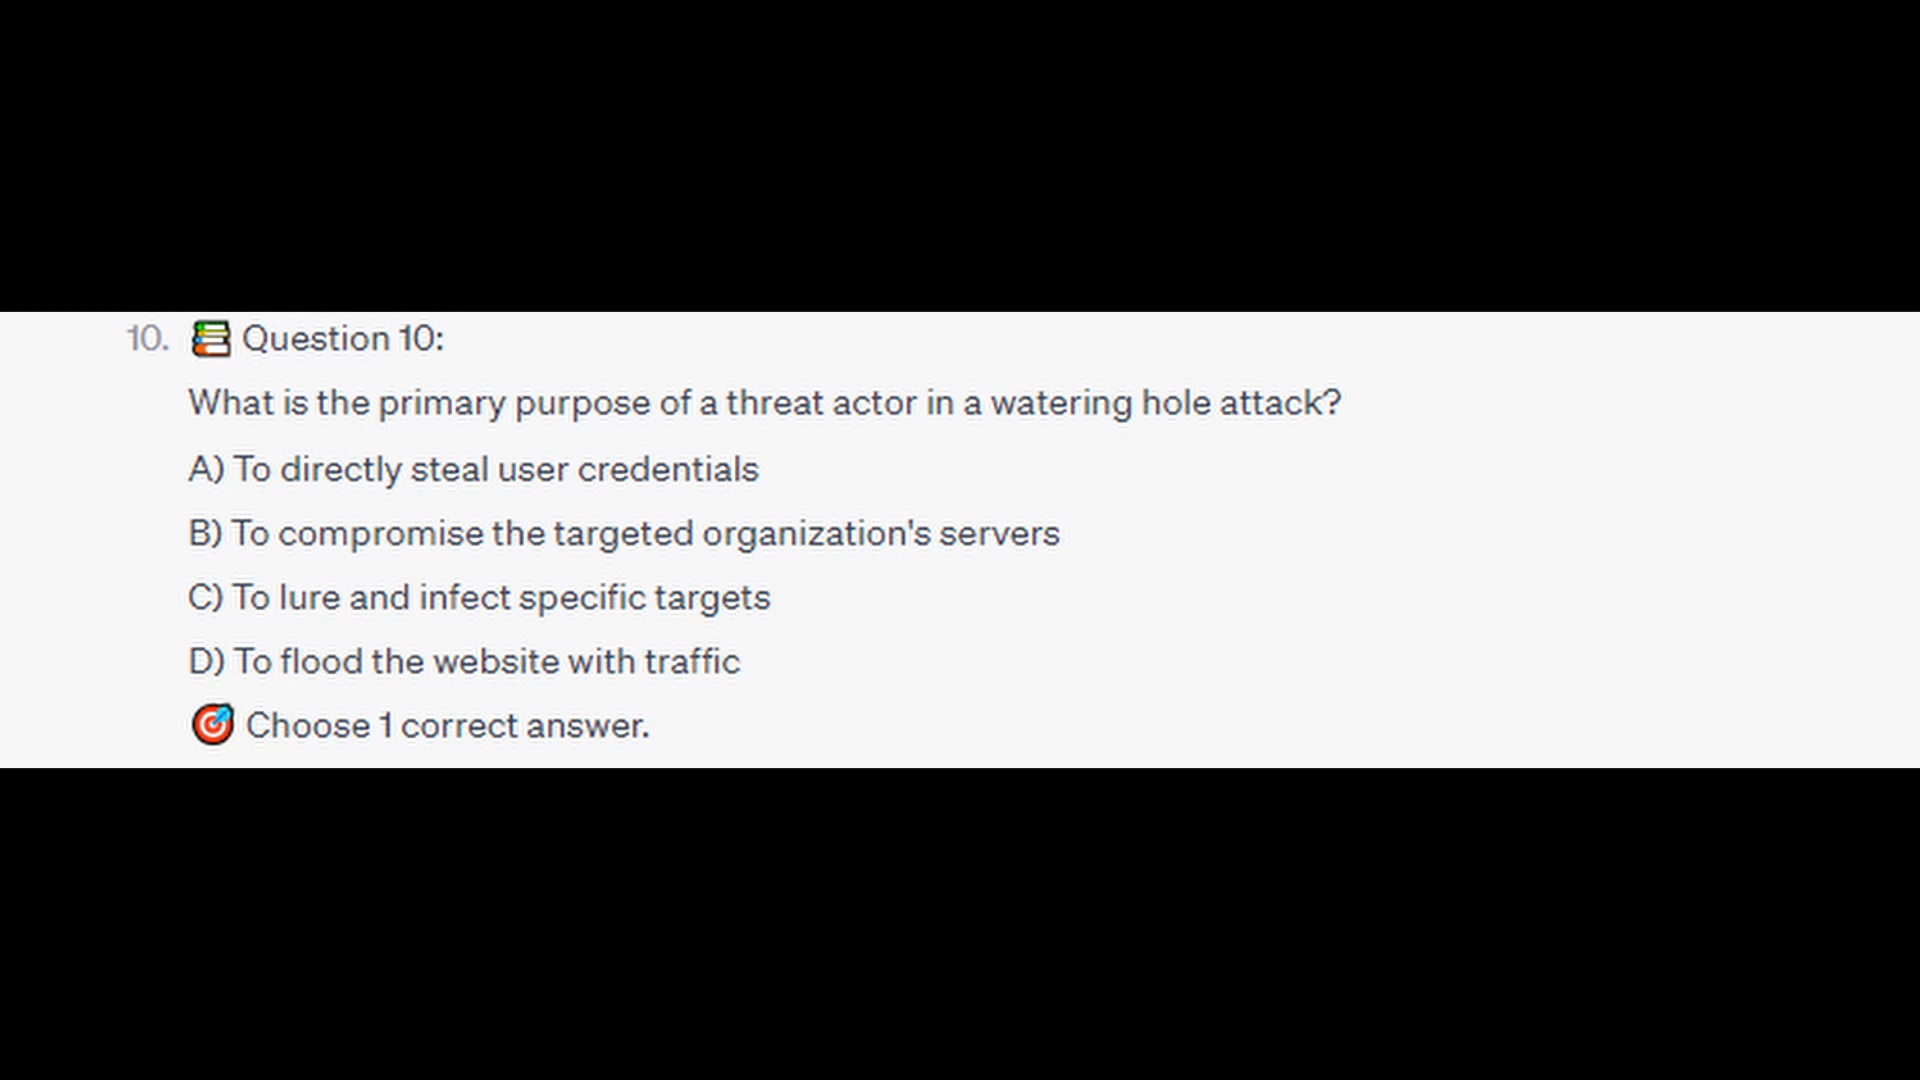 10. 📚 Question 10:
What is the primary purpose of a threat actor in a watering hole attack?
A) To directly steal user credentials
B) To compromise the targeted organization's servers
C) To lure and infect specific targets
D) To flood the website with traffic
🎯 Choose 1 correct answer.